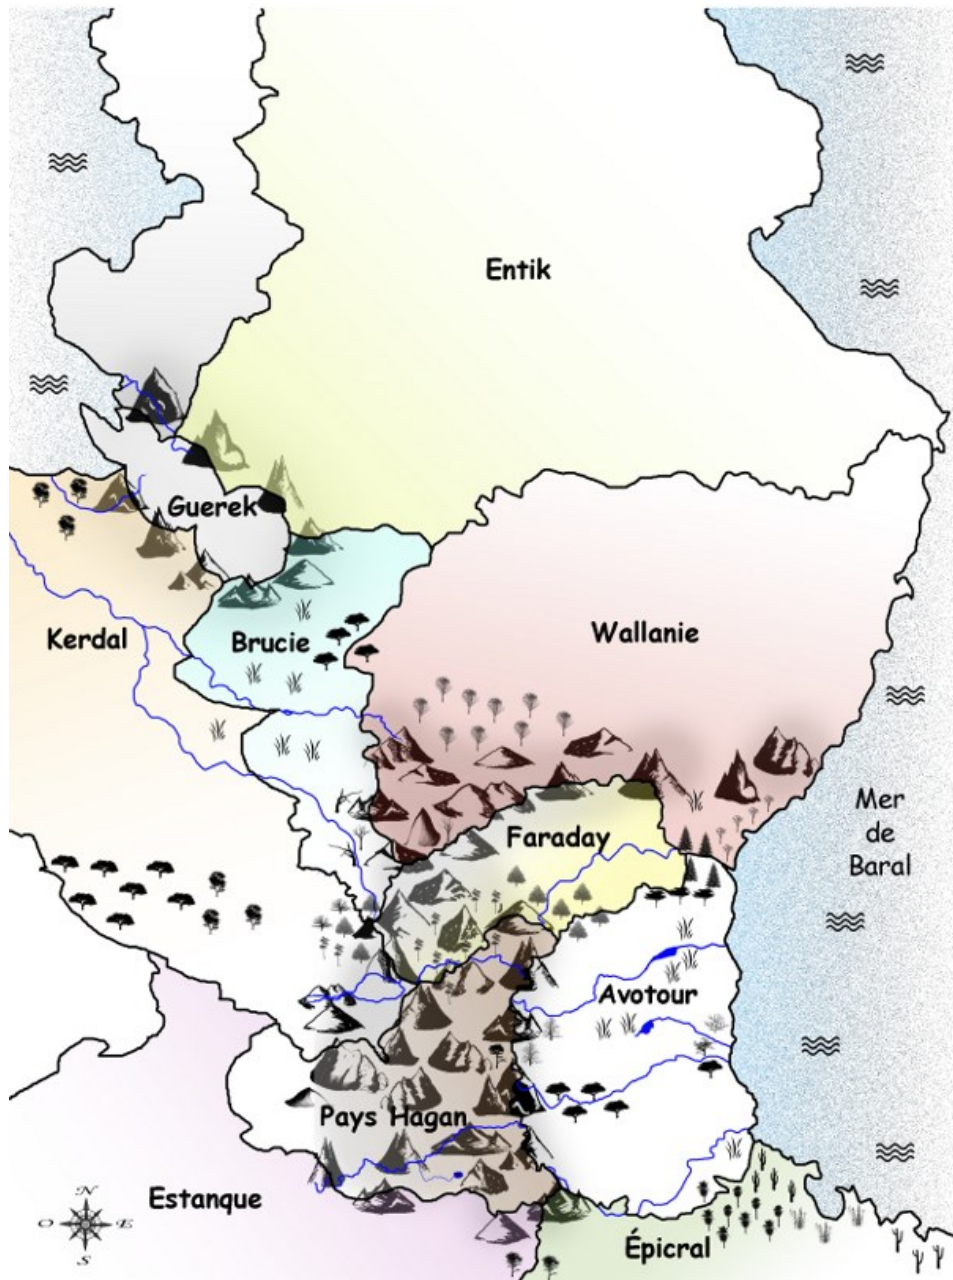 Entik
Guerek
Kerdal
Brucie
Wallanie
Mer
de
Baral
Faraday
Avotour
Pays Hagan
Estanque
Épicral
N
O
E
S